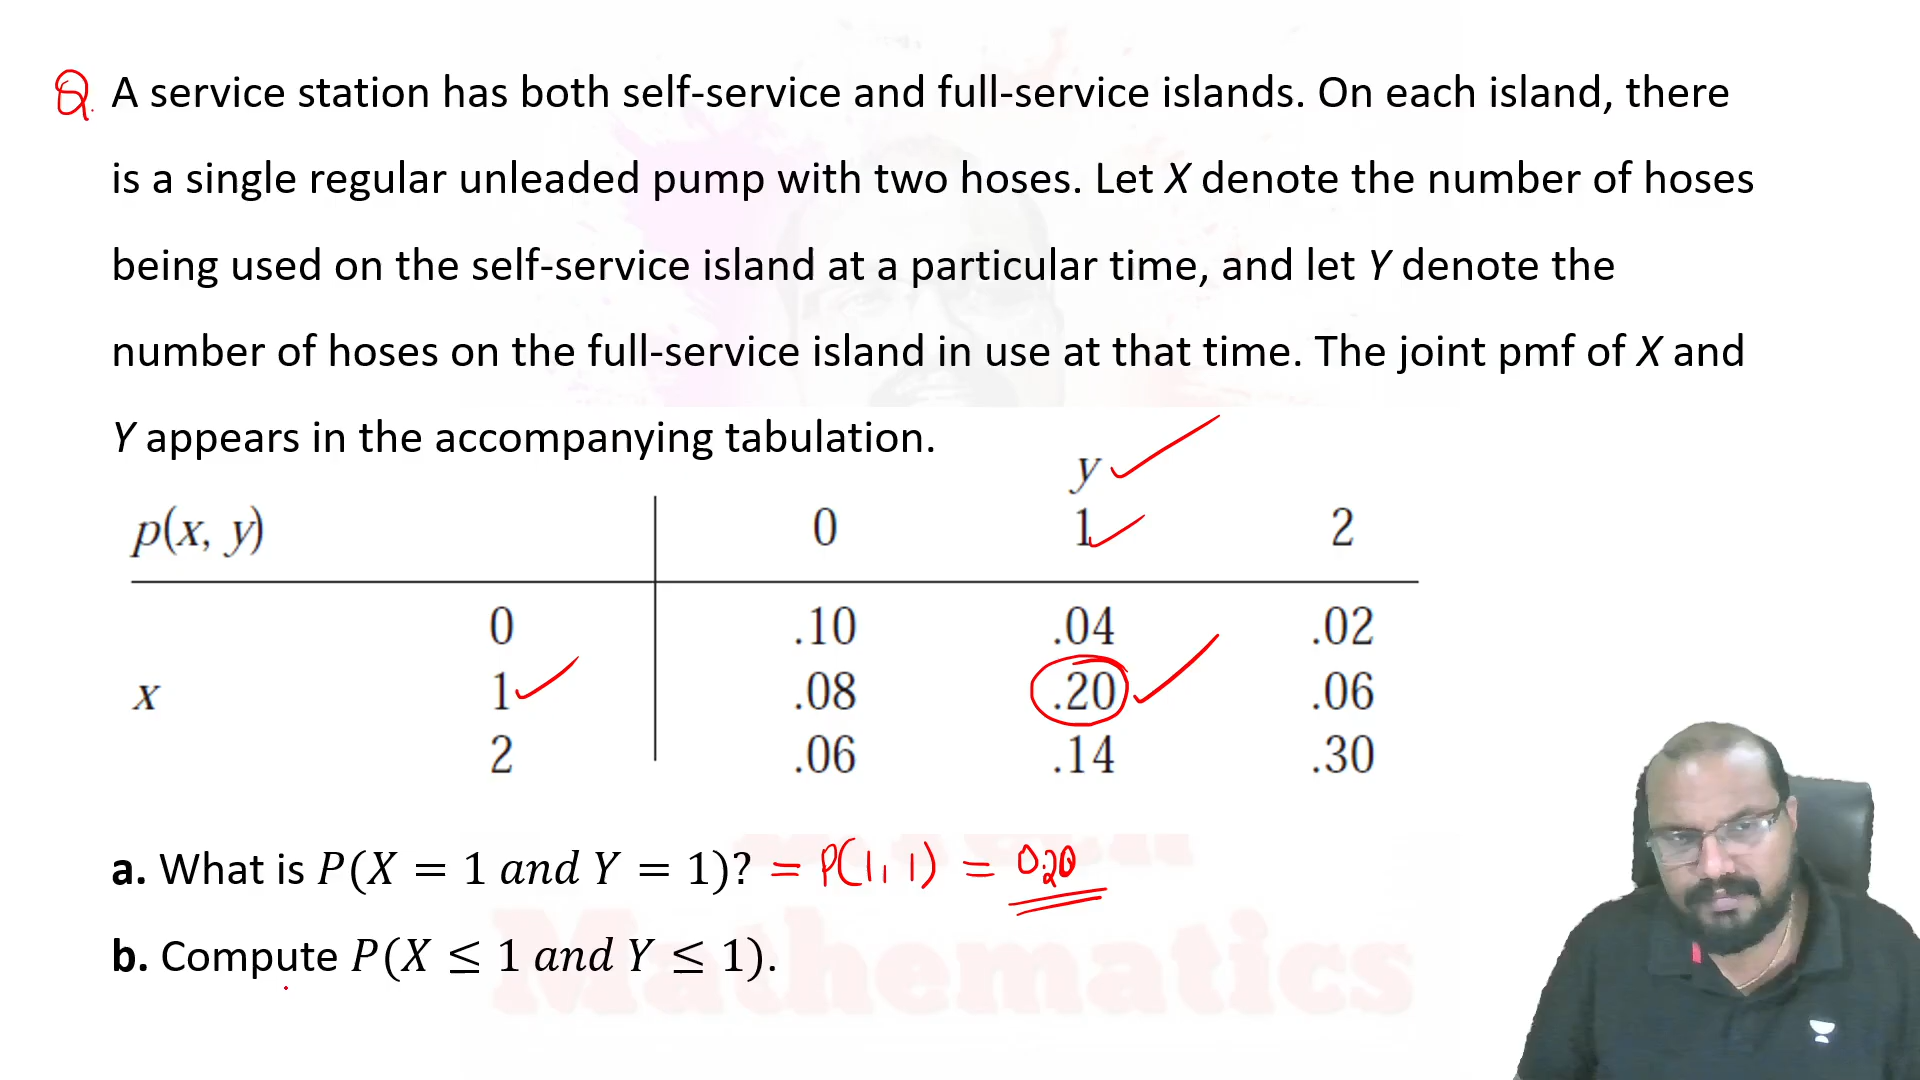 Q. A service station has both self-service and full-service islands. On each island, there
is a single regular unleaded pump with two hoses. Let X denote the number of hoses
being used on the self-service island at a particular time, and let Y denote the
number of hoses on the full-service island in use at that time. The joint pmf of X and
Y appears in the accompanying tabulation.
y
p(x, y) 0 1 2
0 .10 .04 .02
x 1 .08 .20 .06
2 .06 .14 .30
a. What is P(X = 1 and Y = 1)? = P(1, 1) = 0.20
b. Compute P(X ≤ 1 and Y ≤ 1).
Mathematics